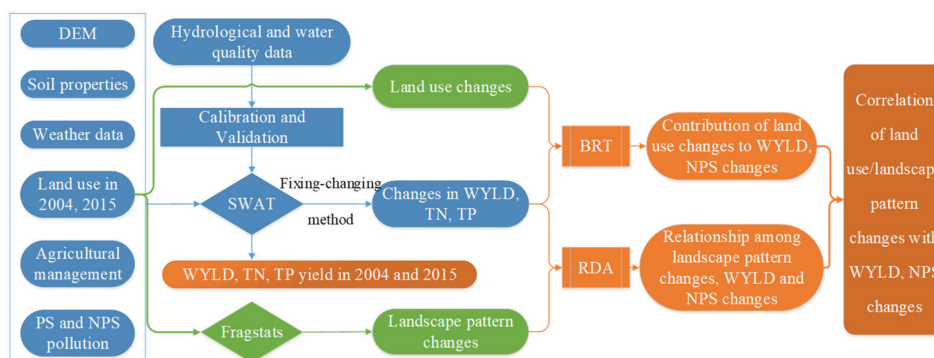 DEM
Soil properties
Weather data
Land use in
2004, 2015
Agricultural
management
PS and NPS
pollution
Hydrological and water
quality data
Calibration and
Validation
SWAT
Fixing-changing
method
WYLD, TN, TP yield in 2004 and 2015
Fragstats
Land use changes
Changes in WYLD,
TN, TP
Landscape pattern
changes
BRT
RDA
Contribution of land
use changes to WYLD,
NPS changes
Relationship among
landscape pattern
changes, WYLD and
NPS changes
Correlation
of land
use/landscap
pattern
changes with
WYLD, NPS
changes